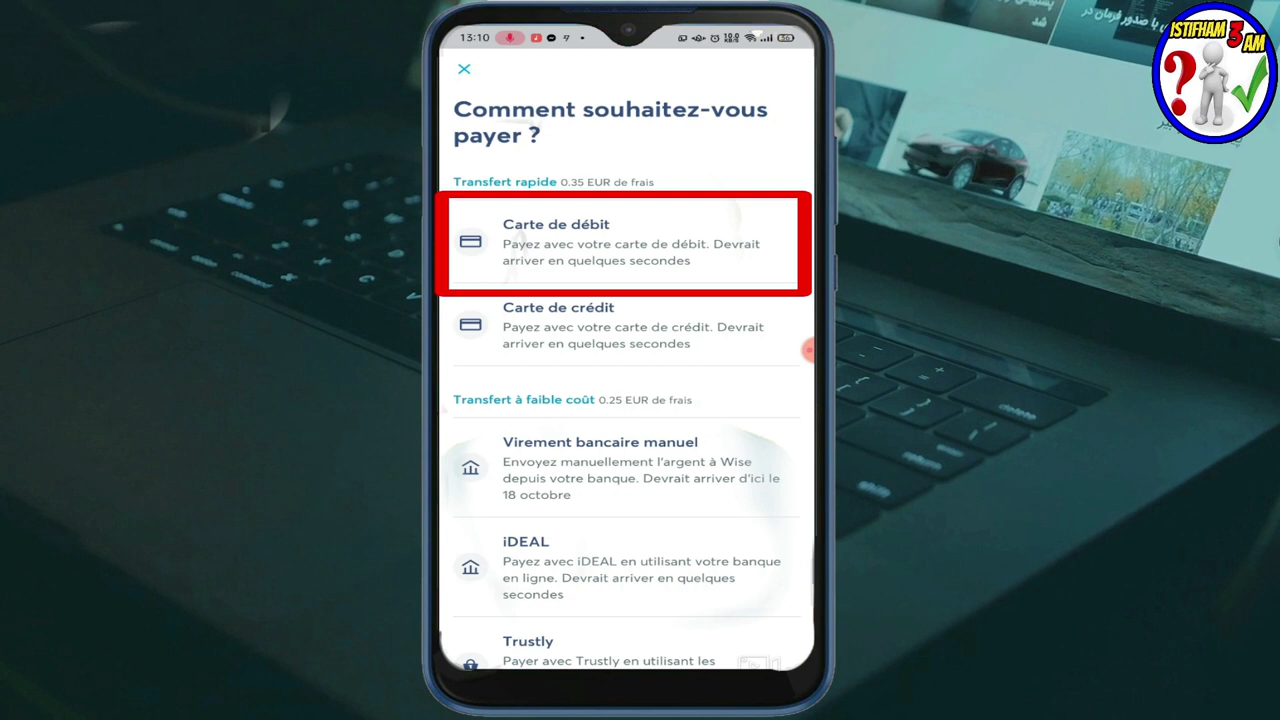 ISTIFHAM 3 AM
13:10
Comment souhaitez-vous
payer ?
Transfert rapide 0.35 EUR de frais
Carte de débit
Payez avec votre carte de débit. Devrait
arriver en quelques secondes
Carte de crédit
Payez avec votre carte de crédit. Devrait
arriver en quelques secondes
Transfert à faible coût 0.25 EUR de frais
Virement bancaire manuel
Envoyez manuellement l'argent à Wise
depuis votre banque. Devrait arriver d'ici le
18 octobre
iDEAL
Payez avec iDEAL en utilisant votre banque
en ligne. Devrait arriver en quelques
secondes
Trustly
Payer avec Trustly en utilisant les
delete
return
shift